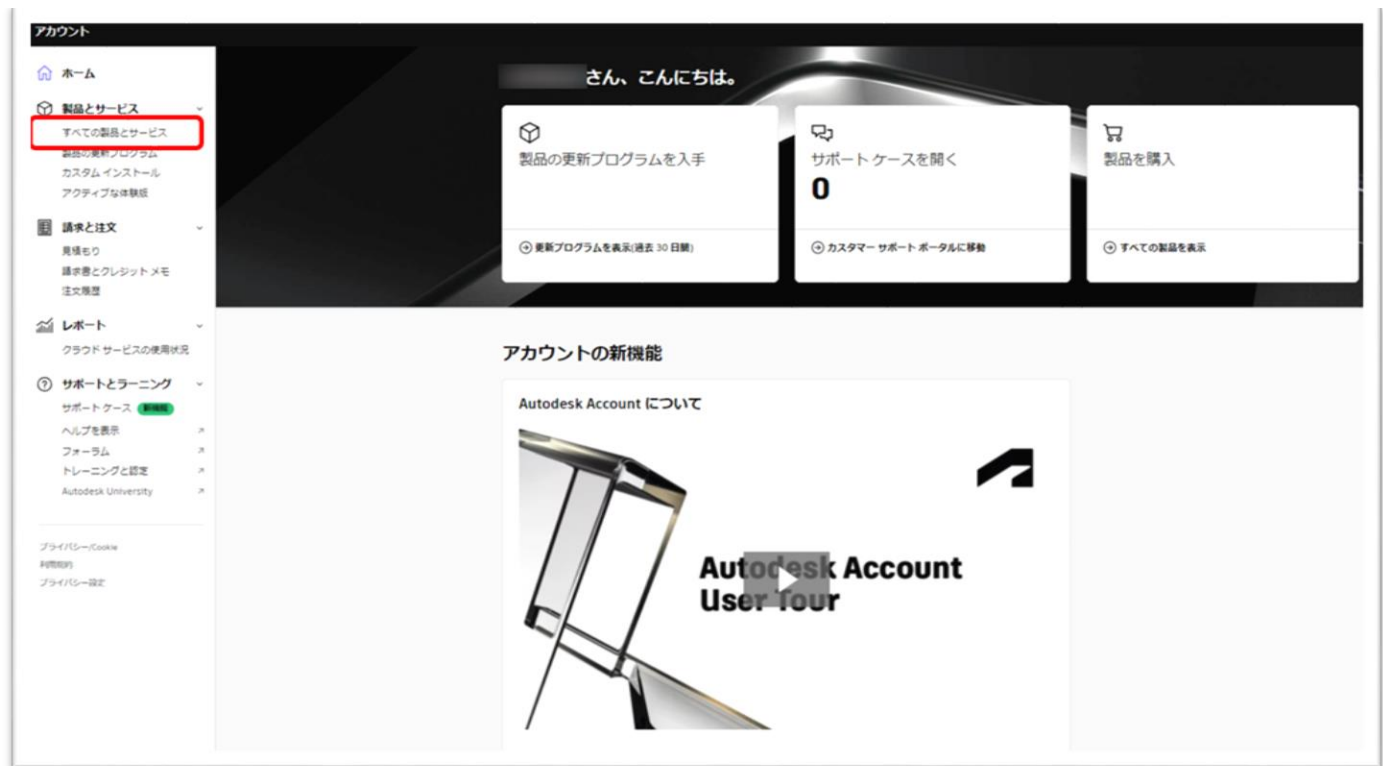 アカウント
ホーム
製品とサービス
すべての製品とサービス
製品の更新プログラム
カスタム インストール
アクティブな体験版
請求と注文
見積もり
請求書とクレジット メモ
注文履歴
レポート
クラウド サービスの使用状況
サポートとラーニング
サポート ケース 新機能
ヘルプを表示
フォーラム
トレーニングと認定
Autodesk University
プライバシー/Cookie
利用規約
プライバシー設定
さん、こんにちは。
製品の更新プログラムを入手
更新プログラムを表示(過去 30 日間)
サポート ケースを開く
0
カスタマー サポート ポータルに移動
製品を購入
すべての製品を表示
アカウントの新機能
Autodesk Account について
Autodesk Account
User Tour